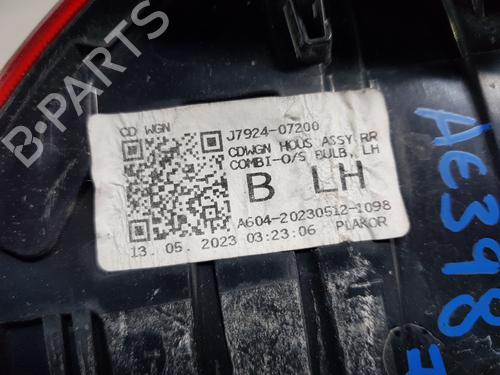 B-PARTS
CD WGN
J7924-07200
CDWGN HOUS ASSY RR
COMBI-O/S BULB, LH
B LH
A604-20230512-1098
13. 05. 2023 03:23:06 PLAKOR
AE398